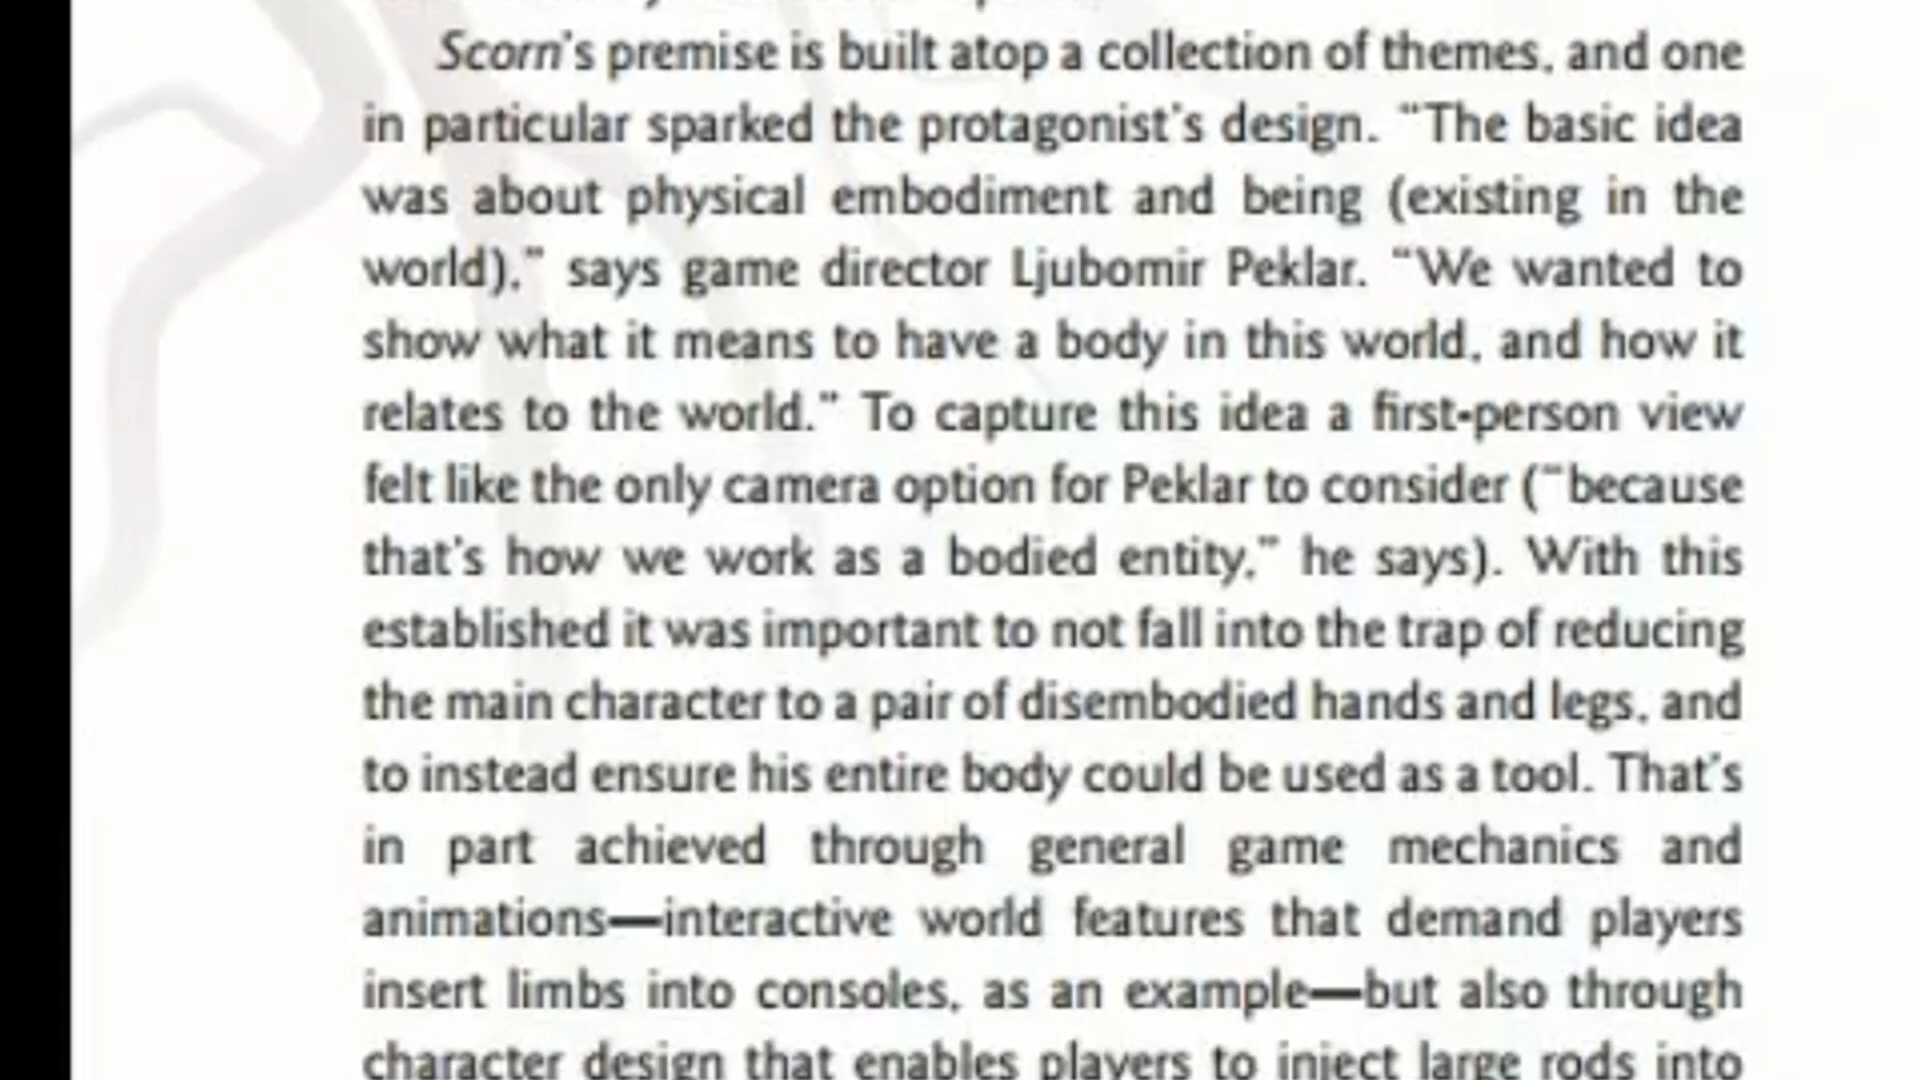 Scorn's premise is built atop a collection of themes, and one
in particular sparked the protagonist's design. "The basic idea
was about physical embodiment and being (existing in the
world)," says game director Ljubomir Peklar. "We wanted to
show what it means to have a body in this world, and how it
relates to the world." To capture this idea a first-person view
felt like the only camera option for Peklar to consider ("because
that's how we work as a bodied entity," he says). With this
established it was important to not fall into the trap of reducing
the main character to a pair of disembodied hands and legs, and
to instead ensure his entire body could be used as a tool. That's
in part achieved through general game mechanics and
animations—interactive world features that demand players
insert limbs into consoles, as an example—but also through
character design that enables players to inject large rods into